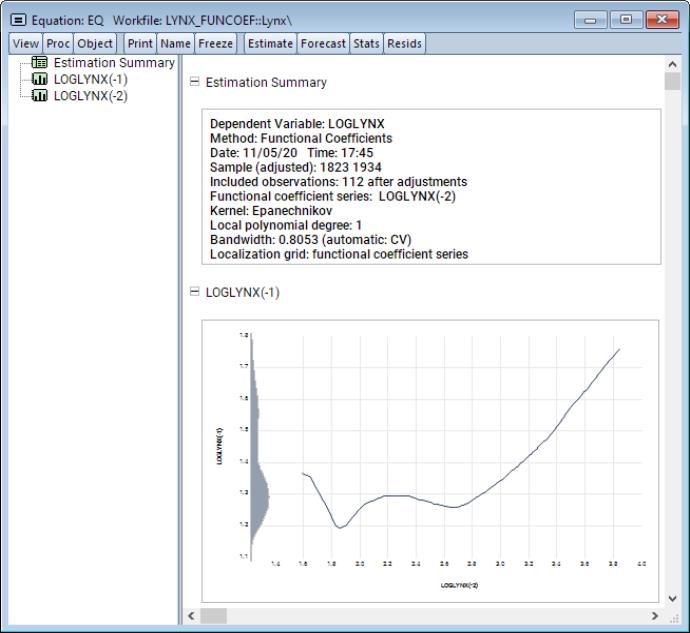 Equation: EQ Workfile: LYNX_FUNCOEF::Lynx\
View Proc Object Print Name Freeze Estimate Forecast Stats Resids
Estimation Summary
LOGLYNX(-1)
LOGLYNX(-2)
Estimation Summary
Dependent Variable: LOGLYNX
Method: Functional Coefficients
Date: 11/05/20 Time: 17:45
Sample (adjusted): 1823 1934
Included observations: 112 after adjustments
Functional coefficient series: LOGLYNX(-2)
Kernel: Epanechnikov
Local polynomial degree: 1
Bandwidth: 0.8053 (automatic: CV)
Localization grid: functional coefficient series
LOGLYNX(-1)
1.8
1.7
1.6
1.5
1.4
1.3
1.2
1.1
LOGLYNX(-1)
1.4 1.6 1.8 2.0 2.2 2.4 2.6 2.8 3.0 3.2 3.4 3.6 3.8 4.0
LOGLYNX(-2)